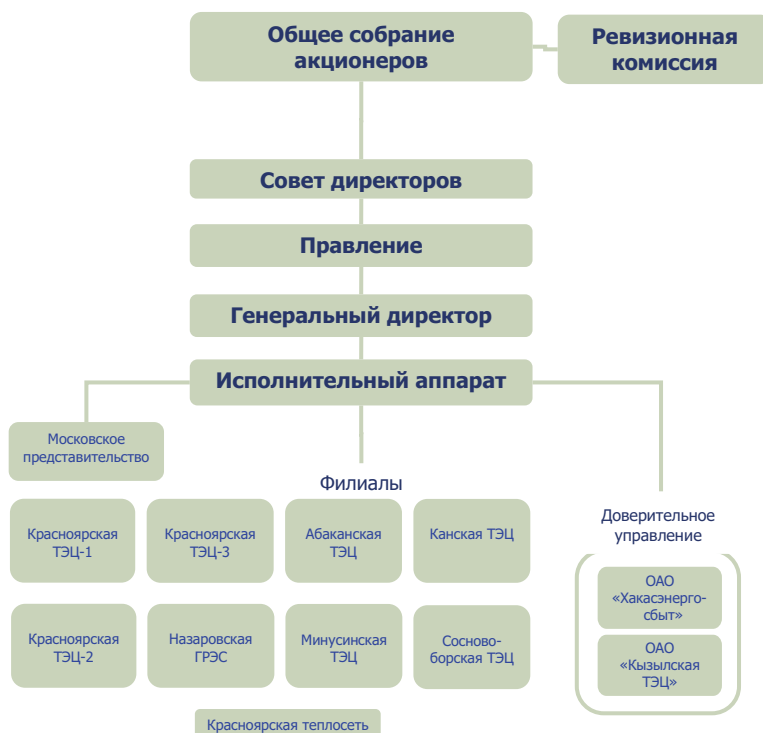 Общее собрание
акционеров
Ревизионная
комиссия
Совет директоров
Правление
Генеральный директор
Исполнительный аппарат
Московское
представительство
Филиалы
Красноярская
ТЭЦ-1
Красноярская
ТЭЦ-3
Абаканская
ТЭЦ
Канская ТЭЦ
Красноярская
ТЭЦ-2
Назаровская
ГРЭС
Минусинская
ТЭЦ
Сосново-
борская ТЭЦ
Красноярская теплосеть
Доверительное
управление
ОАО
«Хакасэнерго-
сбыт»
ОАО
«Кызылская
ТЭЦ»